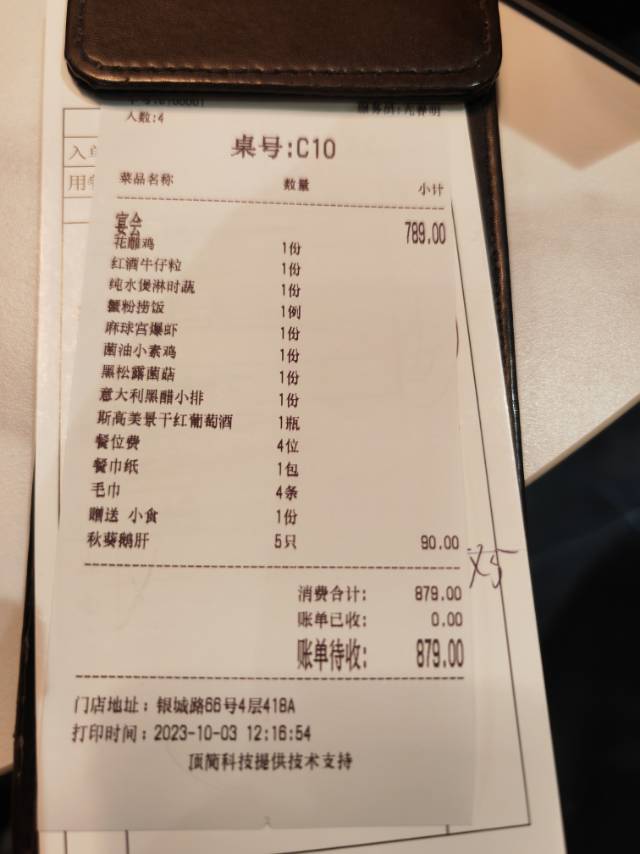 人数:4
桌号:C10
菜品名称 数量 小计
宴会 789.00
花雕鸡 1份
红酒牛仔粒 1份
纯水煲淋时蔬 1份
蟹粉捞饭 1例
麻球宫爆虾 1份
菌油小素鸡 1份
黑松露菌菇 1份
意大利黑醋小排 1份
斯高美景干红葡萄酒 1瓶
餐位费 4位
餐巾纸 1包
毛巾 4条
赠送 小食 1份
秋葵鹅肝 5只 90.00
X5
消费合计: 879.00
账单已收: 0.00
账单待收: 879.00
门店地址: 银城路66号4层418A
打印时间: 2023-10-03 12:16:54
顶简科技提供技术支持